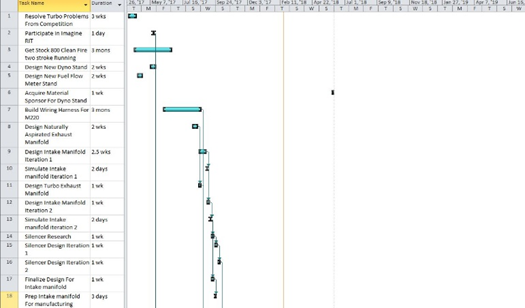 Task Name Duration 26, '17 Mar 19, '17 May 7, '17 Sep 24, '17 Dec 3, '17 Feb 11, '18 Apr 22, '18 Jul 1, '18 Sep 9, '18 Nov 18, '18 Jan 27, '19 Apr 7, '19
1 Resolve Turbo Problems 3 wks
From Competition
2 Participate In Imagine 1 day
RIT
3 Get Stock 800 Clean Fire 3 mons
two stroke Running
4 Design New Dyno Stand 2 wks
5 Design New Fuel Flow 2 wks
Meter Stand
6 Acquire Material 1 wk
Sponsor For Dyno Stand
7 Build Wiring Harness For 3 mons
M220
8 Design Naturally 2 wks
Aspirated Exhaust
Manifold
9 Design Intake Manifold 2.5 wks
Iteration 1
10 Simulate Intake 2 days
manifold iteration 1
11 Design Turbo Exhaust 1 wk
Manifold
12 Design Intake Manifold 1 wk
Iteration 2
13 Simulate Intake 2 days
manifold iteration 2
14 Silencer Research 1 wk
15 Silencer Design Iteration 1 wk
1
16 Silencer Design Iteration 1 wk
2
17 Finalize Design For 1 wk
Intake manifold
18 Prep Intake manifold 3 days
For manufacturing